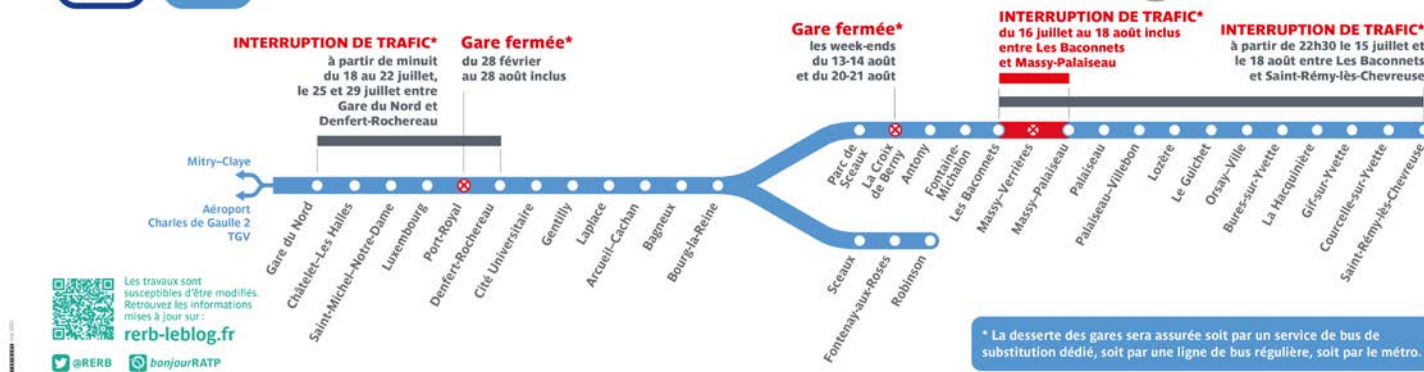 INTERRUPTION DE TRAFIC*
à partir de minuit
du 18 au 22 juillet,
le 25 et 29 juillet entre
Gare du Nord et
Denfert-Rochereau
Gare fermée*
du 28 février
au 28 août inclus
Gare fermée*
les week-ends
du 13-14 août
et du 20-21 août
INTERRUPTION DE TRAFIC*
du 16 juillet au 18 août inclus
entre Les Baconnets
et Massy-Palaiseau
INTERRUPTION DE TRAFIC*
à partir de 22h30 le 15 juillet et
le 18 août entre Les Baconnets
et Saint-Rémy-lès-Chevreuse
Mitry–Claye
Aéroport
Charles de Gaulle 2
TGV
Gare du Nord
Châtelet–Les Halles
Saint-Michel–Notre-Dame
Luxembourg
Port-Royal
Denfert-Rochereau
Cité Universitaire
Gentilly
Laplace
Arcueil–Cachan
Bagneux
Bourg-la-Reine
Parc de
Sceaux
La Croix
de Berny
Antony
Fontaine-
Michalon
Les Baconnets
Massy–Verrières
Massy–Palaiseau
Palaiseau
Palaiseau–Villebon
Lozère
Le Guichet
Orsay–Ville
Bures-sur-Yvette
La Hacquinière
Gif-sur-Yvette
Courcelle-sur-Yvette
Saint-Rémy-lès-Chevreuse
Sceaux
Fontenay-aux-Roses
Robinson
Les travaux sont
susceptibles d'être modifiés.
Retrouvez les informations
mises à jour sur :
rerb-leblog.fr
@RERB
bonjourRATP
* La desserte des gares sera assurée soit par un service de bus de
substitution dédié, soit par une ligne de bus régulière, soit par le métro.